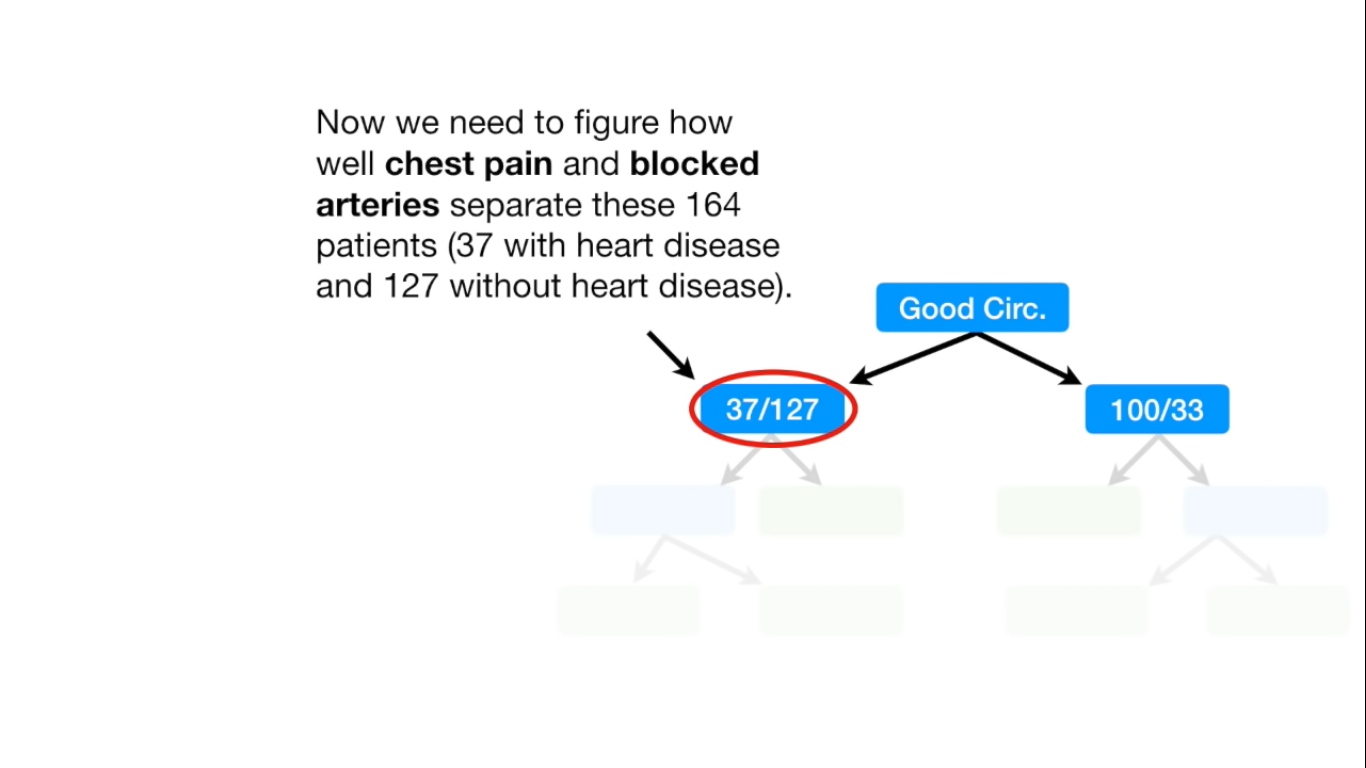 Now we need to figure how
well chest pain and blocked
arteries separate these 164
patients (37 with heart disease
and 127 without heart disease).
Good Circ.
37/127
100/33